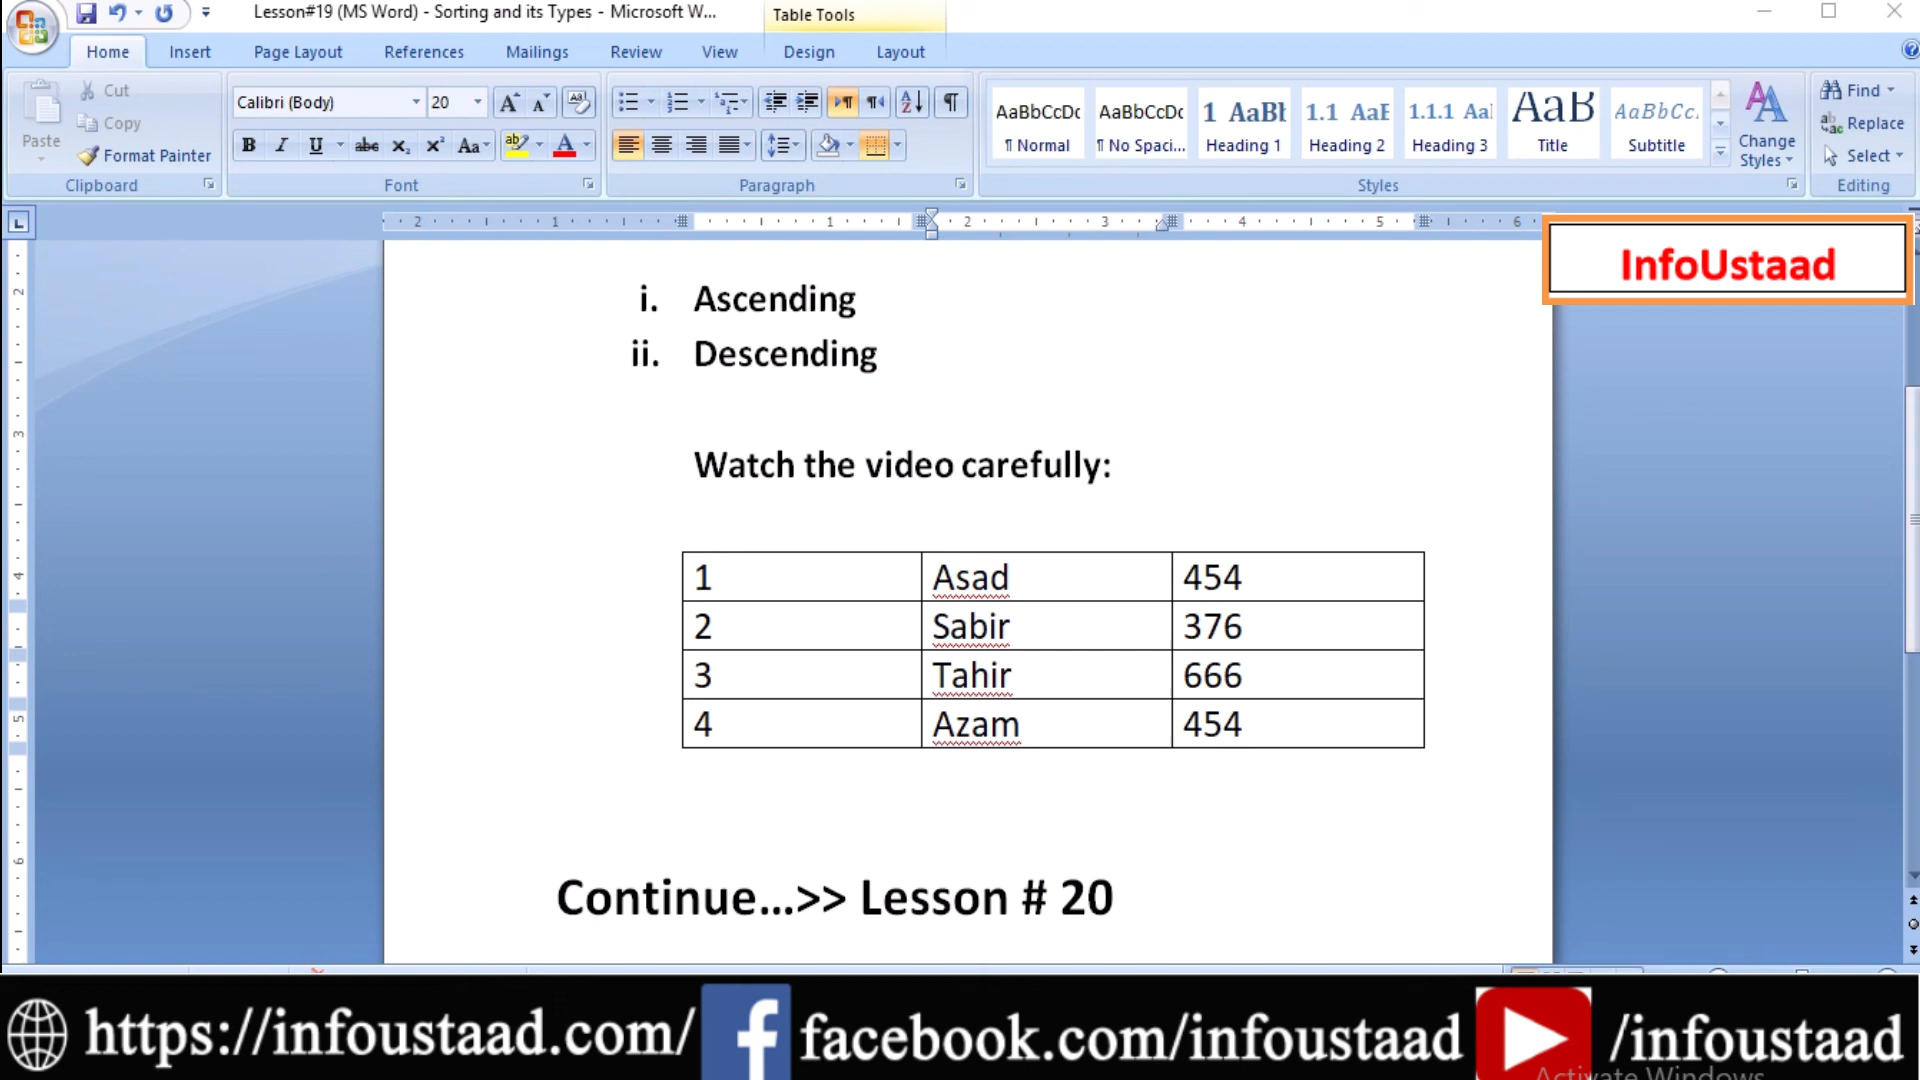 Lesson#19 (MS Word) - Sorting and its Types - Microsoft W...
Table Tools
Home Insert Page Layout References Mailings Review View Design Layout
Paste
Cut
Copy
Format Painter
Clipboard
Calibri (Body) 20
Font
Paragraph
AaBbCcDc AaBbCcDc 1 AaBb 1.1 AaE 1.1.1 Aa AaB AaBbCc.
¶ Normal ¶ No Spaci... Heading 1 Heading 2 Heading 3 Title Subtitle
Change
Styles
Styles
Find
Replace
Select
Editing
InfoUstaad
i. Ascending
ii. Descending
Watch the video carefully:
1 Asad 454
2 Sabir 376
3 Tahir 666
4 Azam 454
Continue...>> Lesson # 20
https://infoustaad.com/ facebook.com/infoustaad /infoustaad
Activate Windows